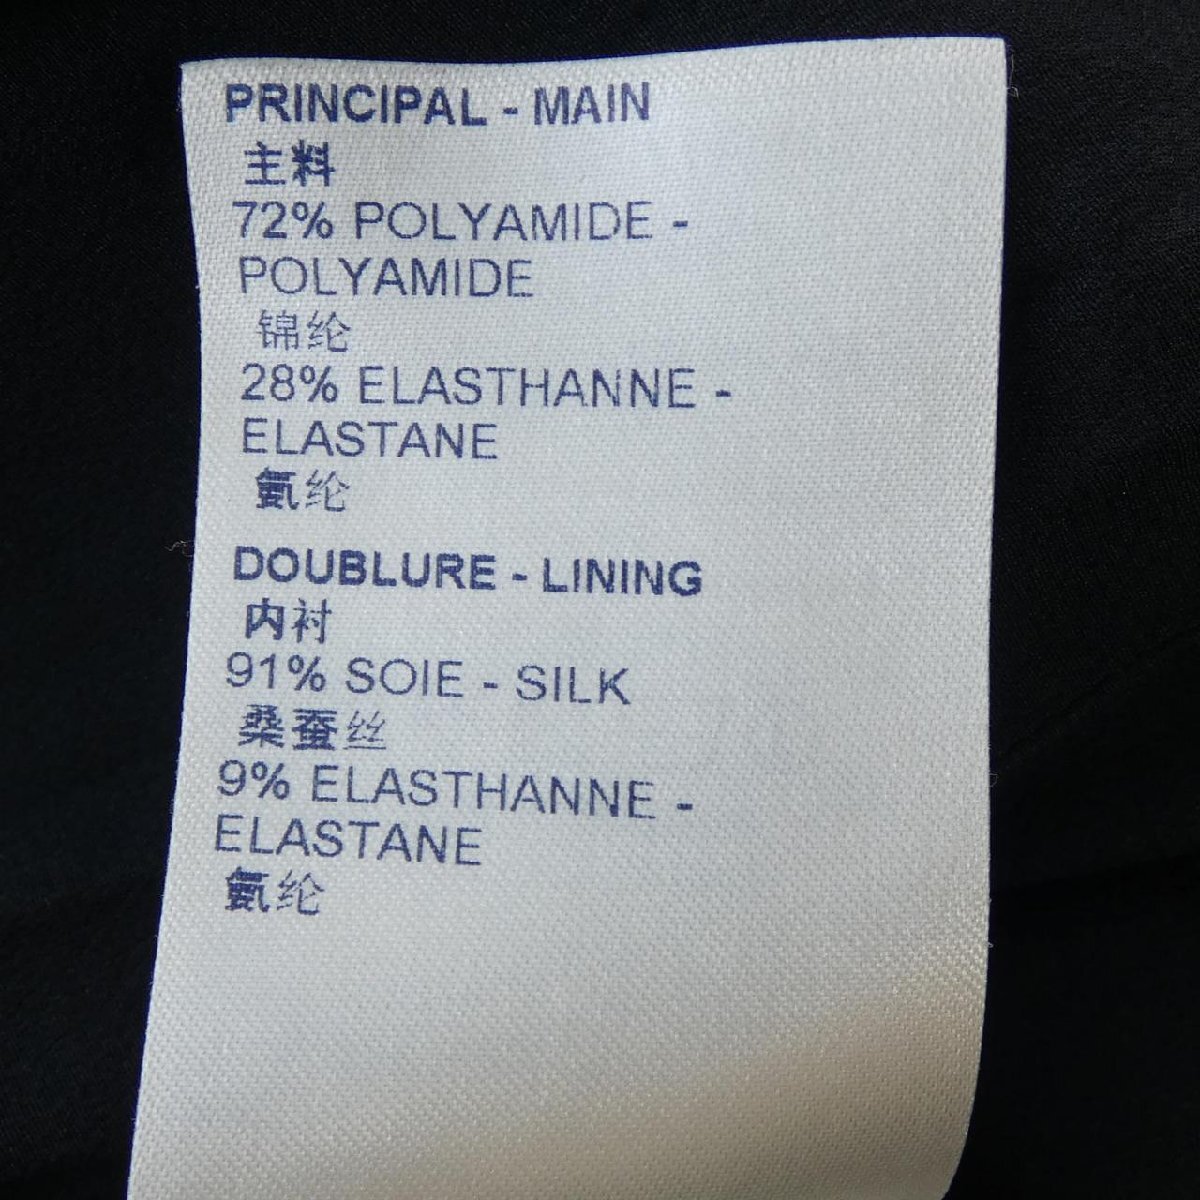 PRINCIPAL - MAIN
主料
72% POLYAMIDE -
POLYAMIDE
锦纶
28% ELASTHANNE -
ELASTANE
氨纶
DOUBLURE - LINING
内衬
91% SOIE - SILK
桑蚕丝
9% ELASTHANNE -
ELASTANE
氨纶